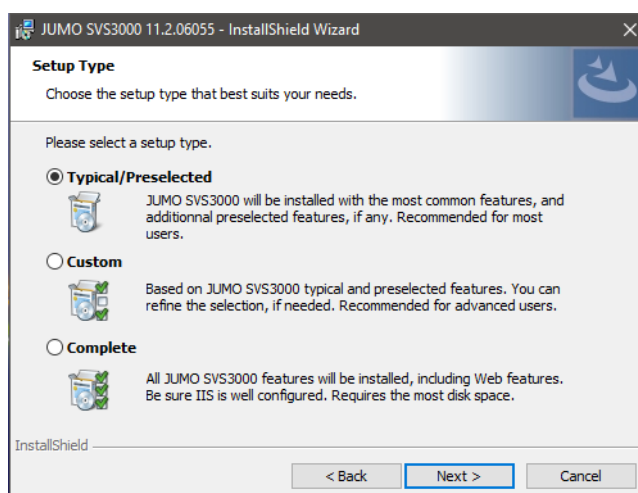 JUMO SVS3000 11.2.06055 - InstallShield Wizard
Setup Type
Choose the setup type that best suits your needs.
Please select a setup type.
Typical/Preselected
JUMO SVS3000 will be installed with the most common features, and
additionnal preselected features, if any. Recommended for most
users.
Custom
Based on JUMO SVS3000 typical and preselected features. You can
refine the selection, if needed. Recommended for advanced users.
Complete
All JUMO SVS3000 features will be installed, including Web features.
Be sure IIS is well configured. Requires the most disk space.
InstallShield
< Back Next > Cancel